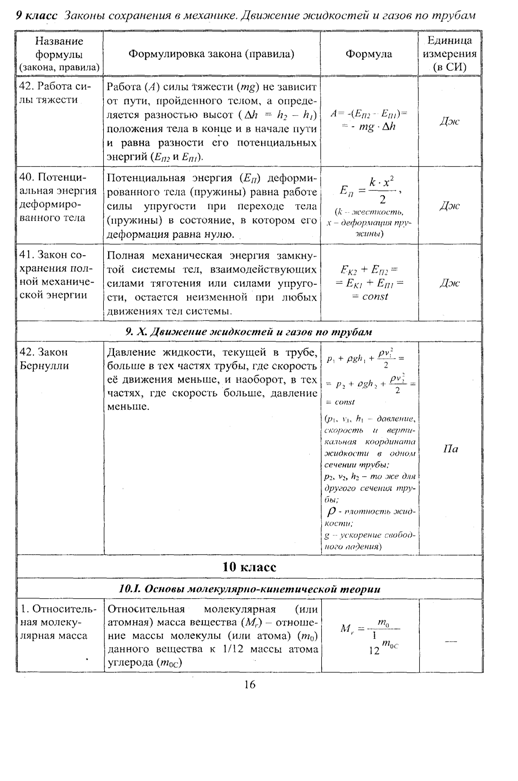 9 класс Законы сохранения в механике. Движение жидкостей и газов по трубам
Название
формулы
(закона, правила)
Формулировка закона (правила)
Формула
Единица
измерения
(в СИ)
42. Работа си-
лы тяжести
Работа (A) силы тяжести (mg) не зависит
от пути, пройденного телом, а опреде-
ляется разностью высот ( Δh = h₂ – h₁)
положения тела в конце и в начале пути
и равна разности его потенциальных
энергий (Eп2 и Eп1).
A= -(Eп2 - Eп1)=
= - mg · Δh
Дж
40. Потенци-
альная энергия
деформиро-
ванного тела
Потенциальная энергия (Eп) деформи-
рованного тела (пружины) равна работе
силы упругости при переходе тела
(пружины) в состояние, в котором его
деформация равна нулю.
Eп = k · x² / 2 ,
(k – жесткость,
x – деформация пру-
жины)
Дж
41. Закон со-
хранения пол-
ной механиче-
ской энергии
Полная механическая энергия замкну-
той системы тел, взаимодействующих
силами тяготения или силами упруго-
сти, остается неизменной при любых
движениях тел системы.
Eк2 + Eп2 =
= Eк1 + Eп1 =
= const
Дж
9. X. Движение жидкостей и газов по трубам
42. Закон
Бернулли
Давление жидкости, текущей в трубе,
больше в тех частях трубы, где скорость
её движения меньше, и наоборот, в тех
частях, где скорость больше, давление
меньше.
p₁ + ρgh₁ + ρv₁² / 2 =
= p₂ + ρgh₂ + ρv₂² / 2 =
= const
(p₁, v₁, h₁ – давление,
скорость и верти-
кальная координата
жидкости в одном
сечении трубы;
p₂, v₂, h₂ – то же для
другого сечения тру-
бы;
ρ - плотность жид-
кости;
g – ускорение свобод-
ного падения)
Па
10 класс
10.I. Основы молекулярно-кинетической теории
1. Относитель-
ная молеку-
лярная масса
Относительная молекулярная (или
атомная) масса вещества (Mr) – отноше-
ние массы молекулы (или атома) (m₀)
данного вещества к 1/12 массы атома
углерода (m0C)
Mr = m₀ / 1/12 m0C
—
16